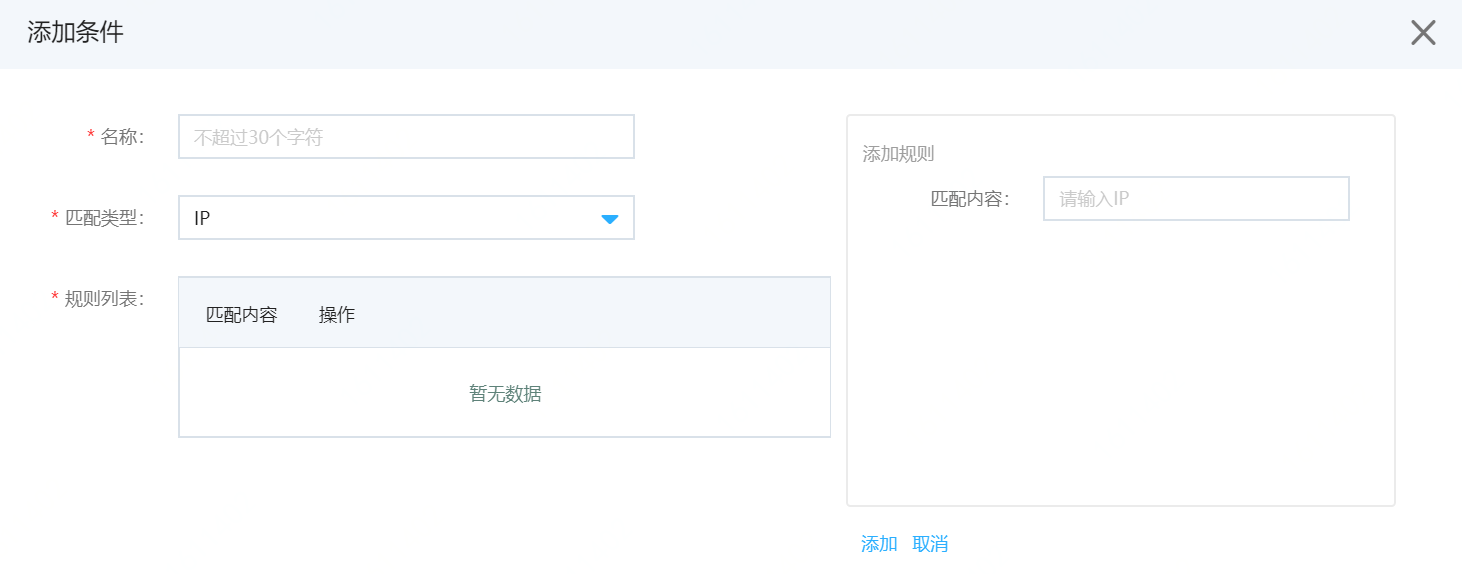 添加条件
* 名称:
不超过30个字符
* 匹配类型:
IP
* 规则列表:
匹配内容 操作
暂无数据
添加规则
匹配内容:
请输入IP
添加 取消